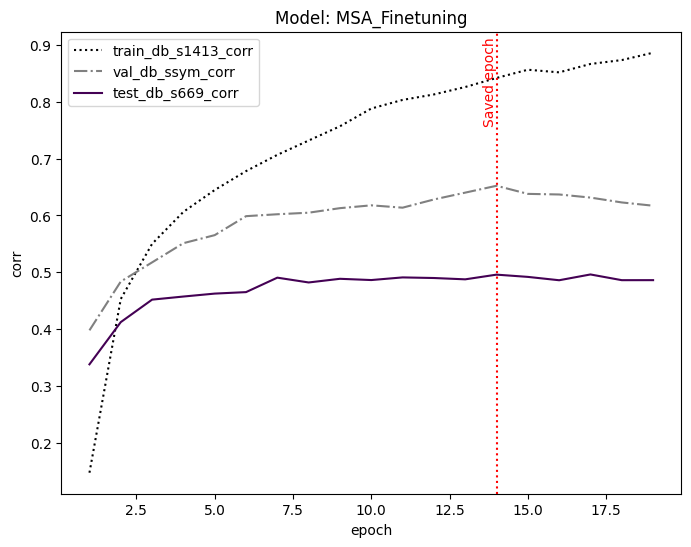 Model: MSA_Finetuning
train_db_s1413_corr
val_db_ssym_corr
test_db_s669_corr
Saved epoch
corr
0.9
0.8
0.7
0.6
0.5
0.4
0.3
0.2
2.5
5.0
7.5
10.0
12.5
15.0
17.5
epoch